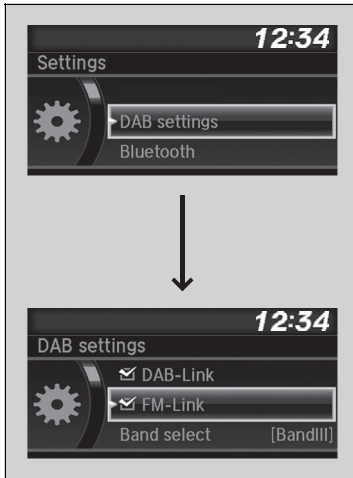 12:34
Settings
DAB settings
Bluetooth
12:34
DAB settings
DAB-Link
FM-Link
Band select [BandIII]